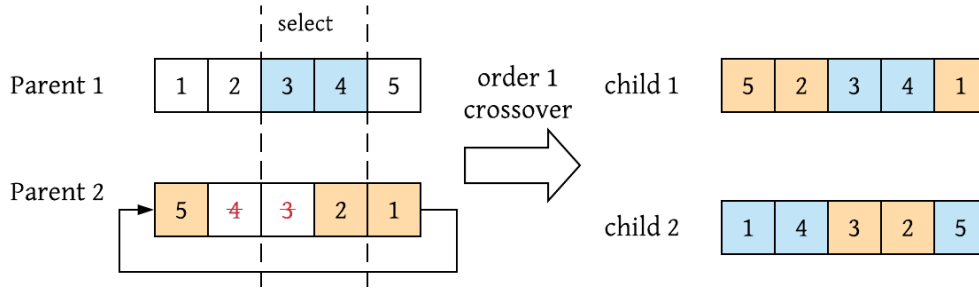 select
Parent 1
1 2 3 4 5
order 1
crossover
child 1
5 2 3 4 1
Parent 2
5 4 3 2 1
child 2
1 4 3 2 5